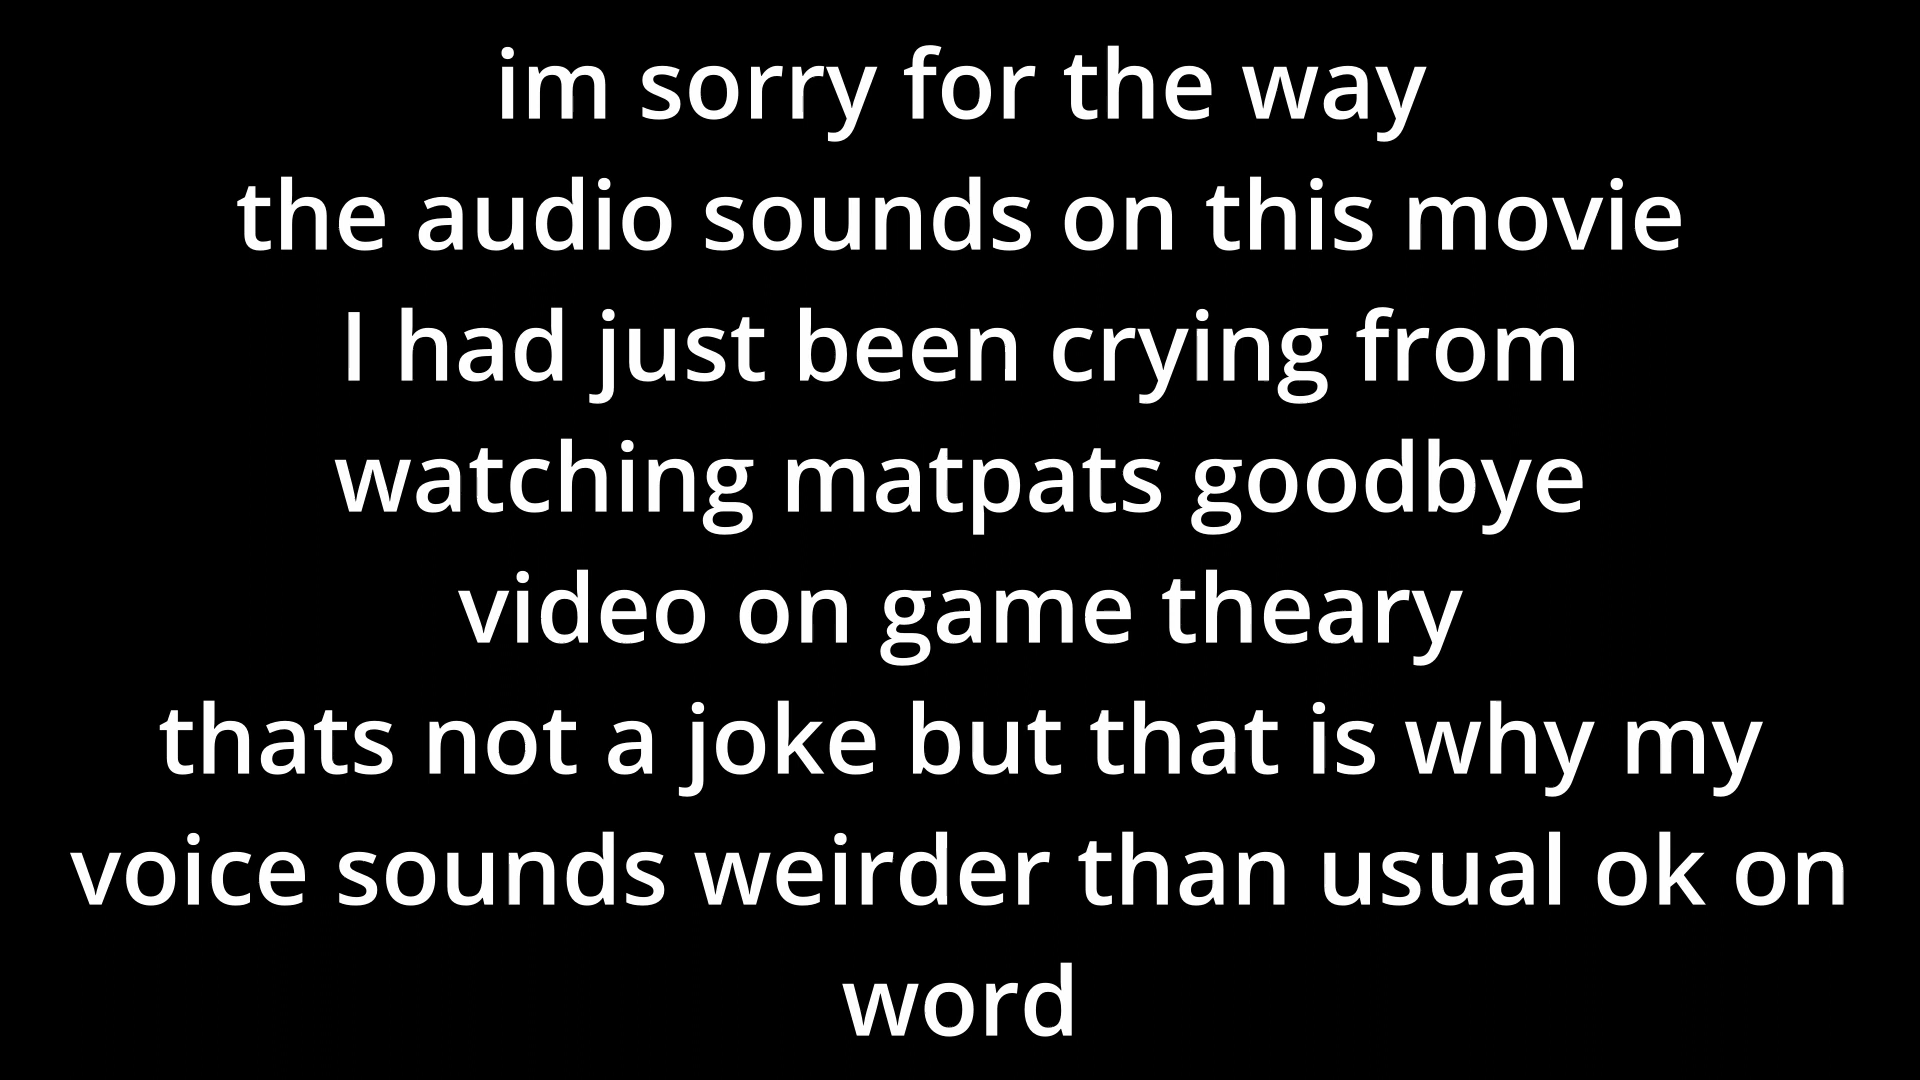 im sorry for the way
the audio sounds on this movie
I had just been crying from
watching matpats goodbye
video on game theary
thats not a joke but that is why my
voice sounds weirder than usual ok on
word